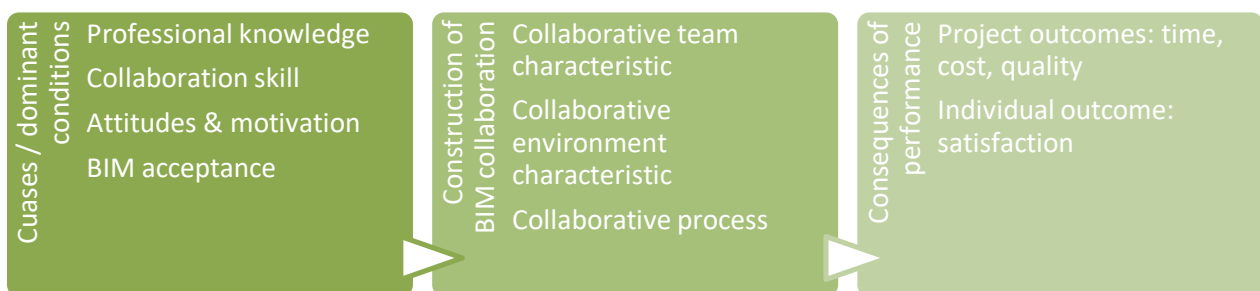 Cuases / dominant
conditions
Professional knowledge
Collaboration skill
Attitudes & motivation
BIM acceptance
Construction of
BIM collaboration
Collaborative team
characteristic
Collaborative
environment
characteristic
Collaborative process
Consequences of
performance
Project outcomes: time,
cost, quality
Individual outcome:
satisfaction